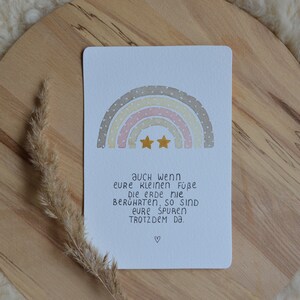 AUCH WENN
EURE KLEINEN FÜßE
DIE ERDE NIE
BERÜHRTEN, SO SIND
EURE SPUREN
TROTZDEM DA.